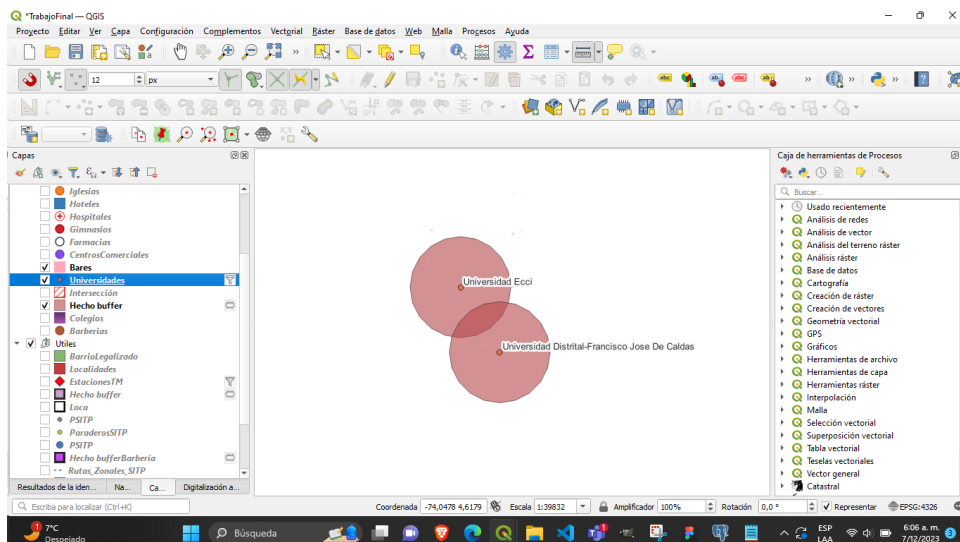 *TrabajoFinal — QGIS
Proyecto Editar Ver Capa Configuración Complementos Vectorial Ráster Base de datos Web Malla Procesos Ayuda
12 px
abc abc
Capas
Iglesias
Hoteles
Hospitales
Gimnasios
Farmacias
CentrosComerciales
Bares
Universidades
Intersección
Hecho buffer
Colegios
Barberias
Utiles
BarrioLegalizado
Localidades
EstacionesTM
Hecho buffer
Loca
PSITP
ParaderosSITP
PSITP
Hecho bufferBarberia
Rutas_Zonales_SITP
Resultados de la iden... Na... Ca... Digitalización a...
Universidad Ecci
Universidad Distrital-Francisco Jose De Caldas
Caja de herramientas de Procesos
Buscar...
Usado recientemente
Análisis de redes
Análisis de vector
Análisis del terreno ráster
Análisis ráster
Base de datos
Cartografía
Creación de ráster
Creación de vectores
Geometría vectorial
GPS
Gráficos
Herramientas de archivo
Herramientas de capa
Herramientas ráster
Interpolación
Malla
Selección vectorial
Superposición vectorial
Tabla vectorial
Teselas vectoriales
Vector general
Catastral
Escriba para localizar (Ctrl+K)
Coordenada -74,0478 4,6179 Escala 1:39832 Amplificador 100% Rotación 0,0 ° Representar EPSG:4326
1 7°C
Despejado
Búsqueda
ESP
LAA
6:06 a. m.
7/12/2023
3